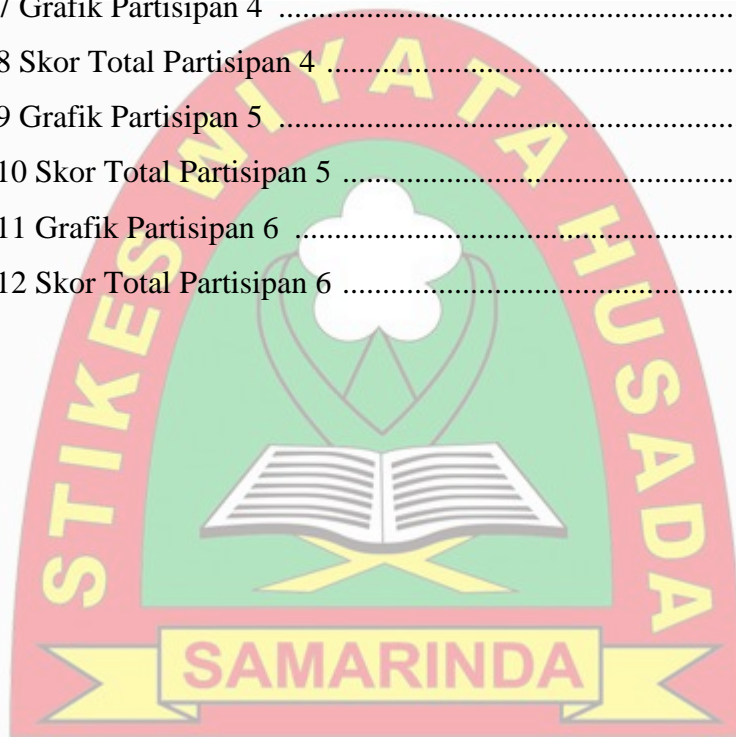 7 Grafik Partisipan 4 ..........................................................
8 Skor Total Partisipan 4 ....................................................
9 Grafik Partisipan 5 ..........................................................
10 Skor Total Partisipan 5 ..................................................
11 Grafik Partisipan 6 ........................................................
12 Skor Total Partisipan 6 ..................................................
STIKES WIYATA HUSADA
SAMARINDA